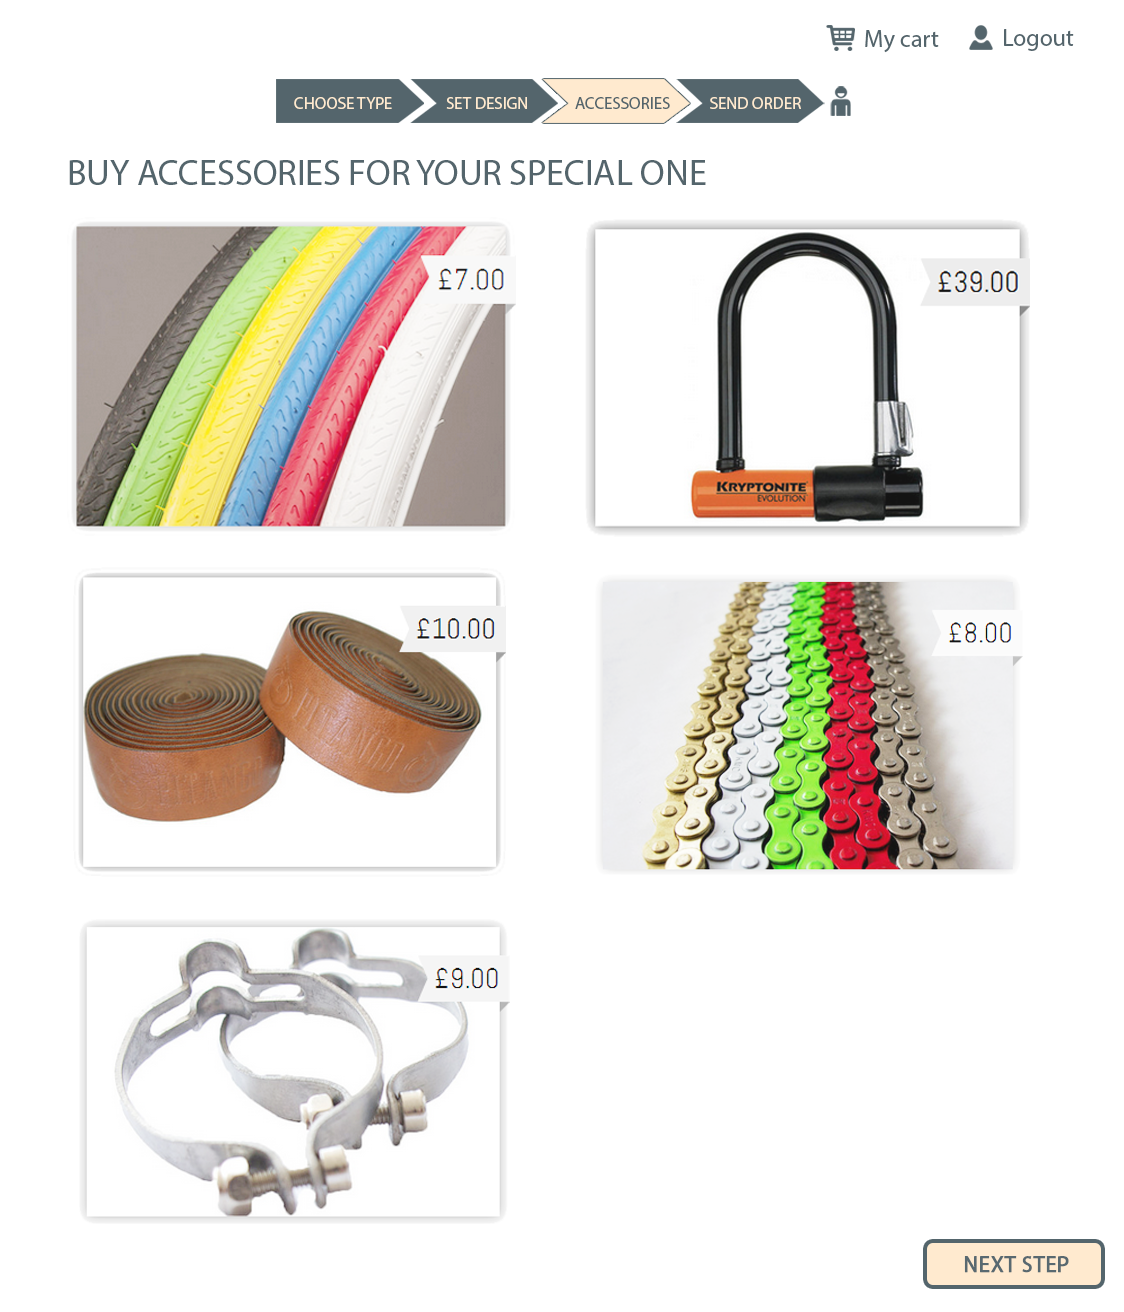 My cart
Logout
CHOOSE TYPE
SET DESIGN
ACCESSORIES
SEND ORDER
BUY ACCESSORIES FOR YOUR SPECIAL ONE
£7.00
£39.00
KRYPTONITE
EVOLUTION
£10.00
£8.00
£9.00
NEXT STEP